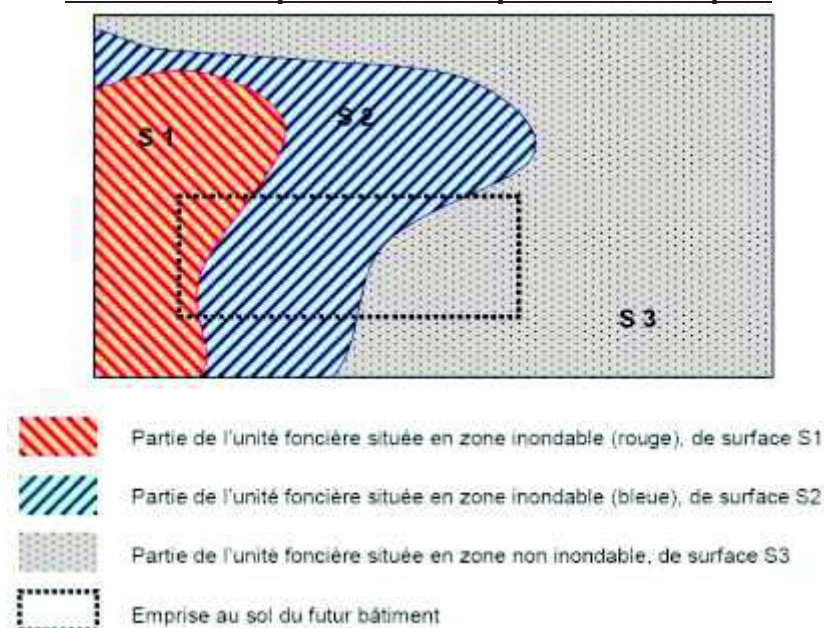 S 1
S 2
S 3
Partie de l'unité foncière située en zone inondable (rouge), de surface S1
Partie de l'unité foncière située en zone inondable (bleue), de surface S2
Partie de l'unité foncière située en zone non inondable, de surface S3
Emprise au sol du futur bâtiment